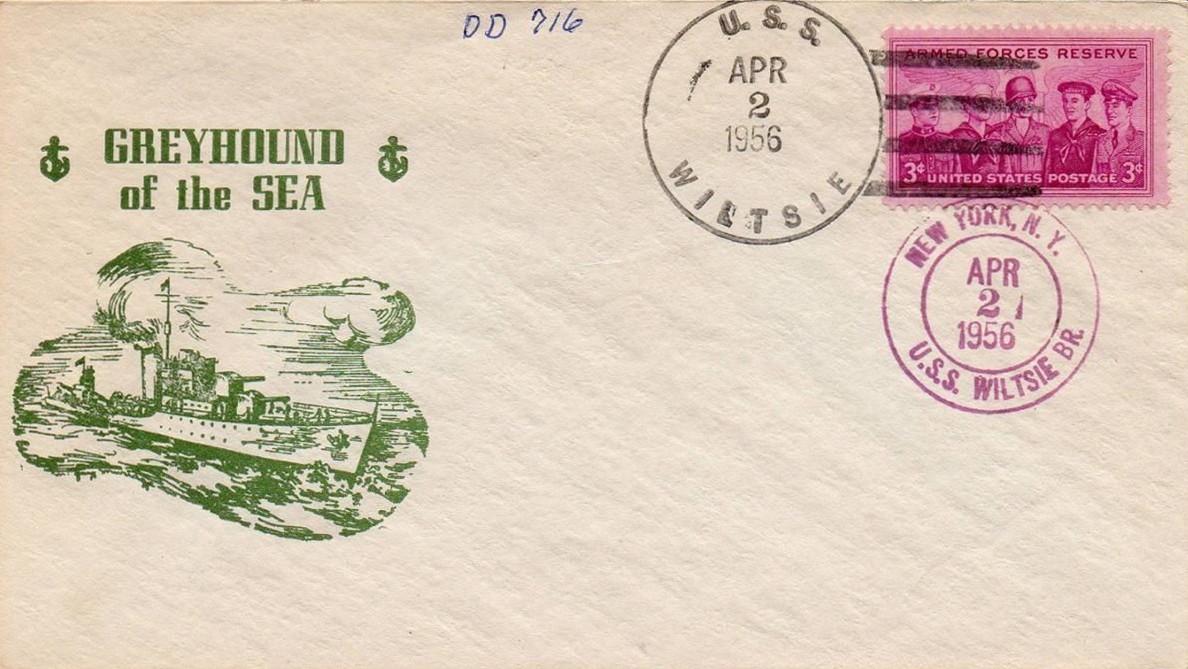 DD 716
U. S. S.
APR
2
1956
WILTSIE
ARMED FORCES RESERVE
3¢ UNITED STATES POSTAGE 3¢
GREYHOUND
of the SEA
NEW YORK, N. Y.
APR
2
1956
U.S.S. WILTSIE BR.